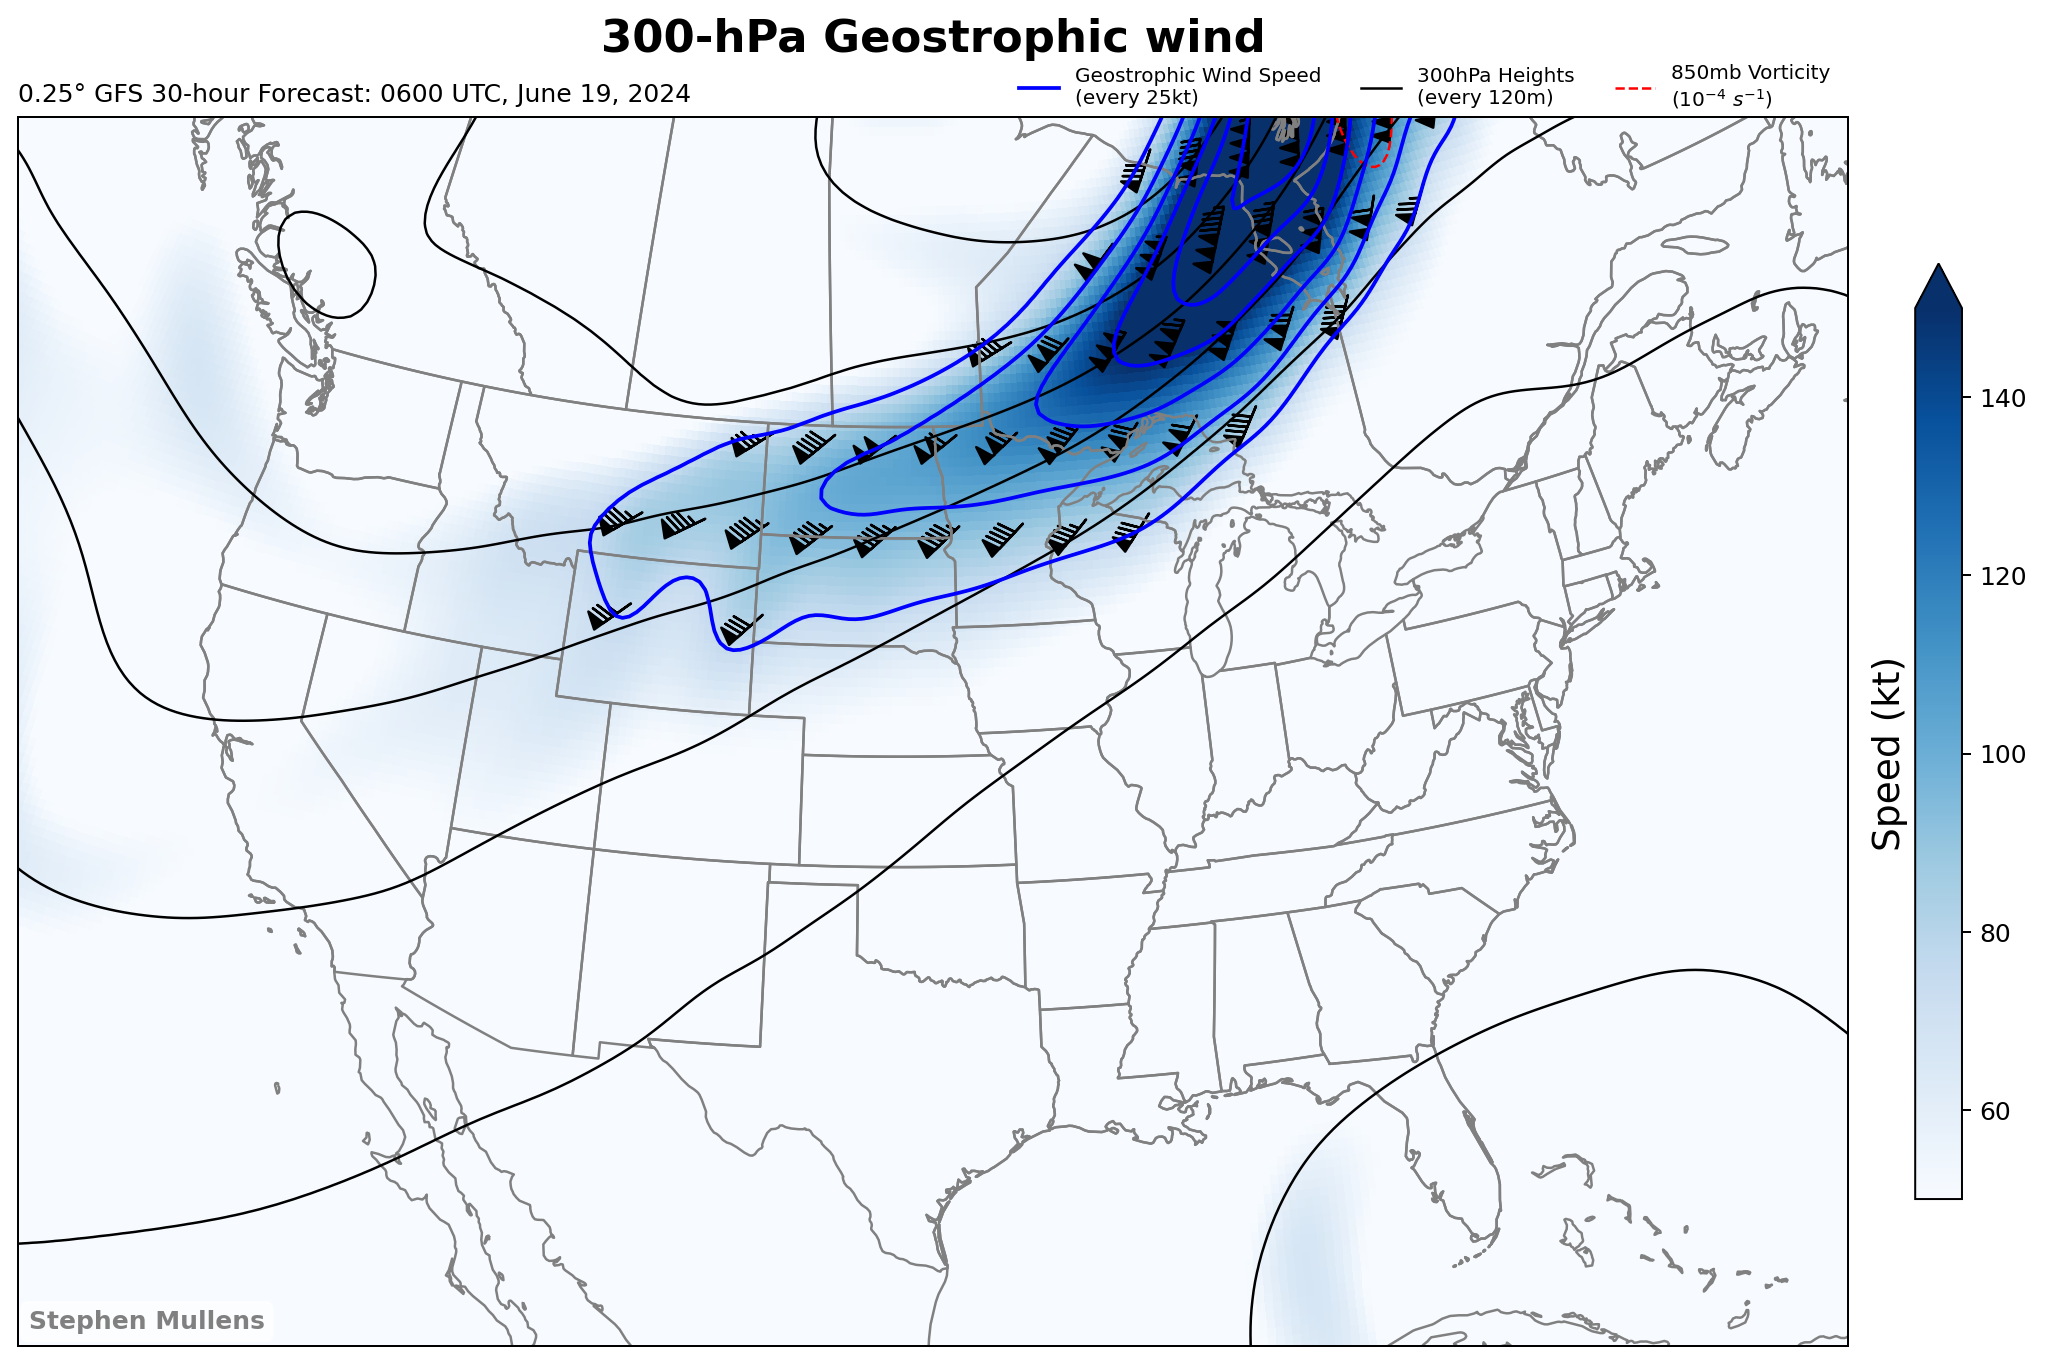 300-hPa Geostrophic wind
0.25° GFS 30-hour Forecast: 0600 UTC, June 19, 2024
Geostrophic Wind Speed
(every 25kt)
300hPa Heights
(every 120m)
850mb Vorticity
(10⁻⁴ s⁻¹)
140
120
100
80
60
Speed (kt)
Stephen Mullens